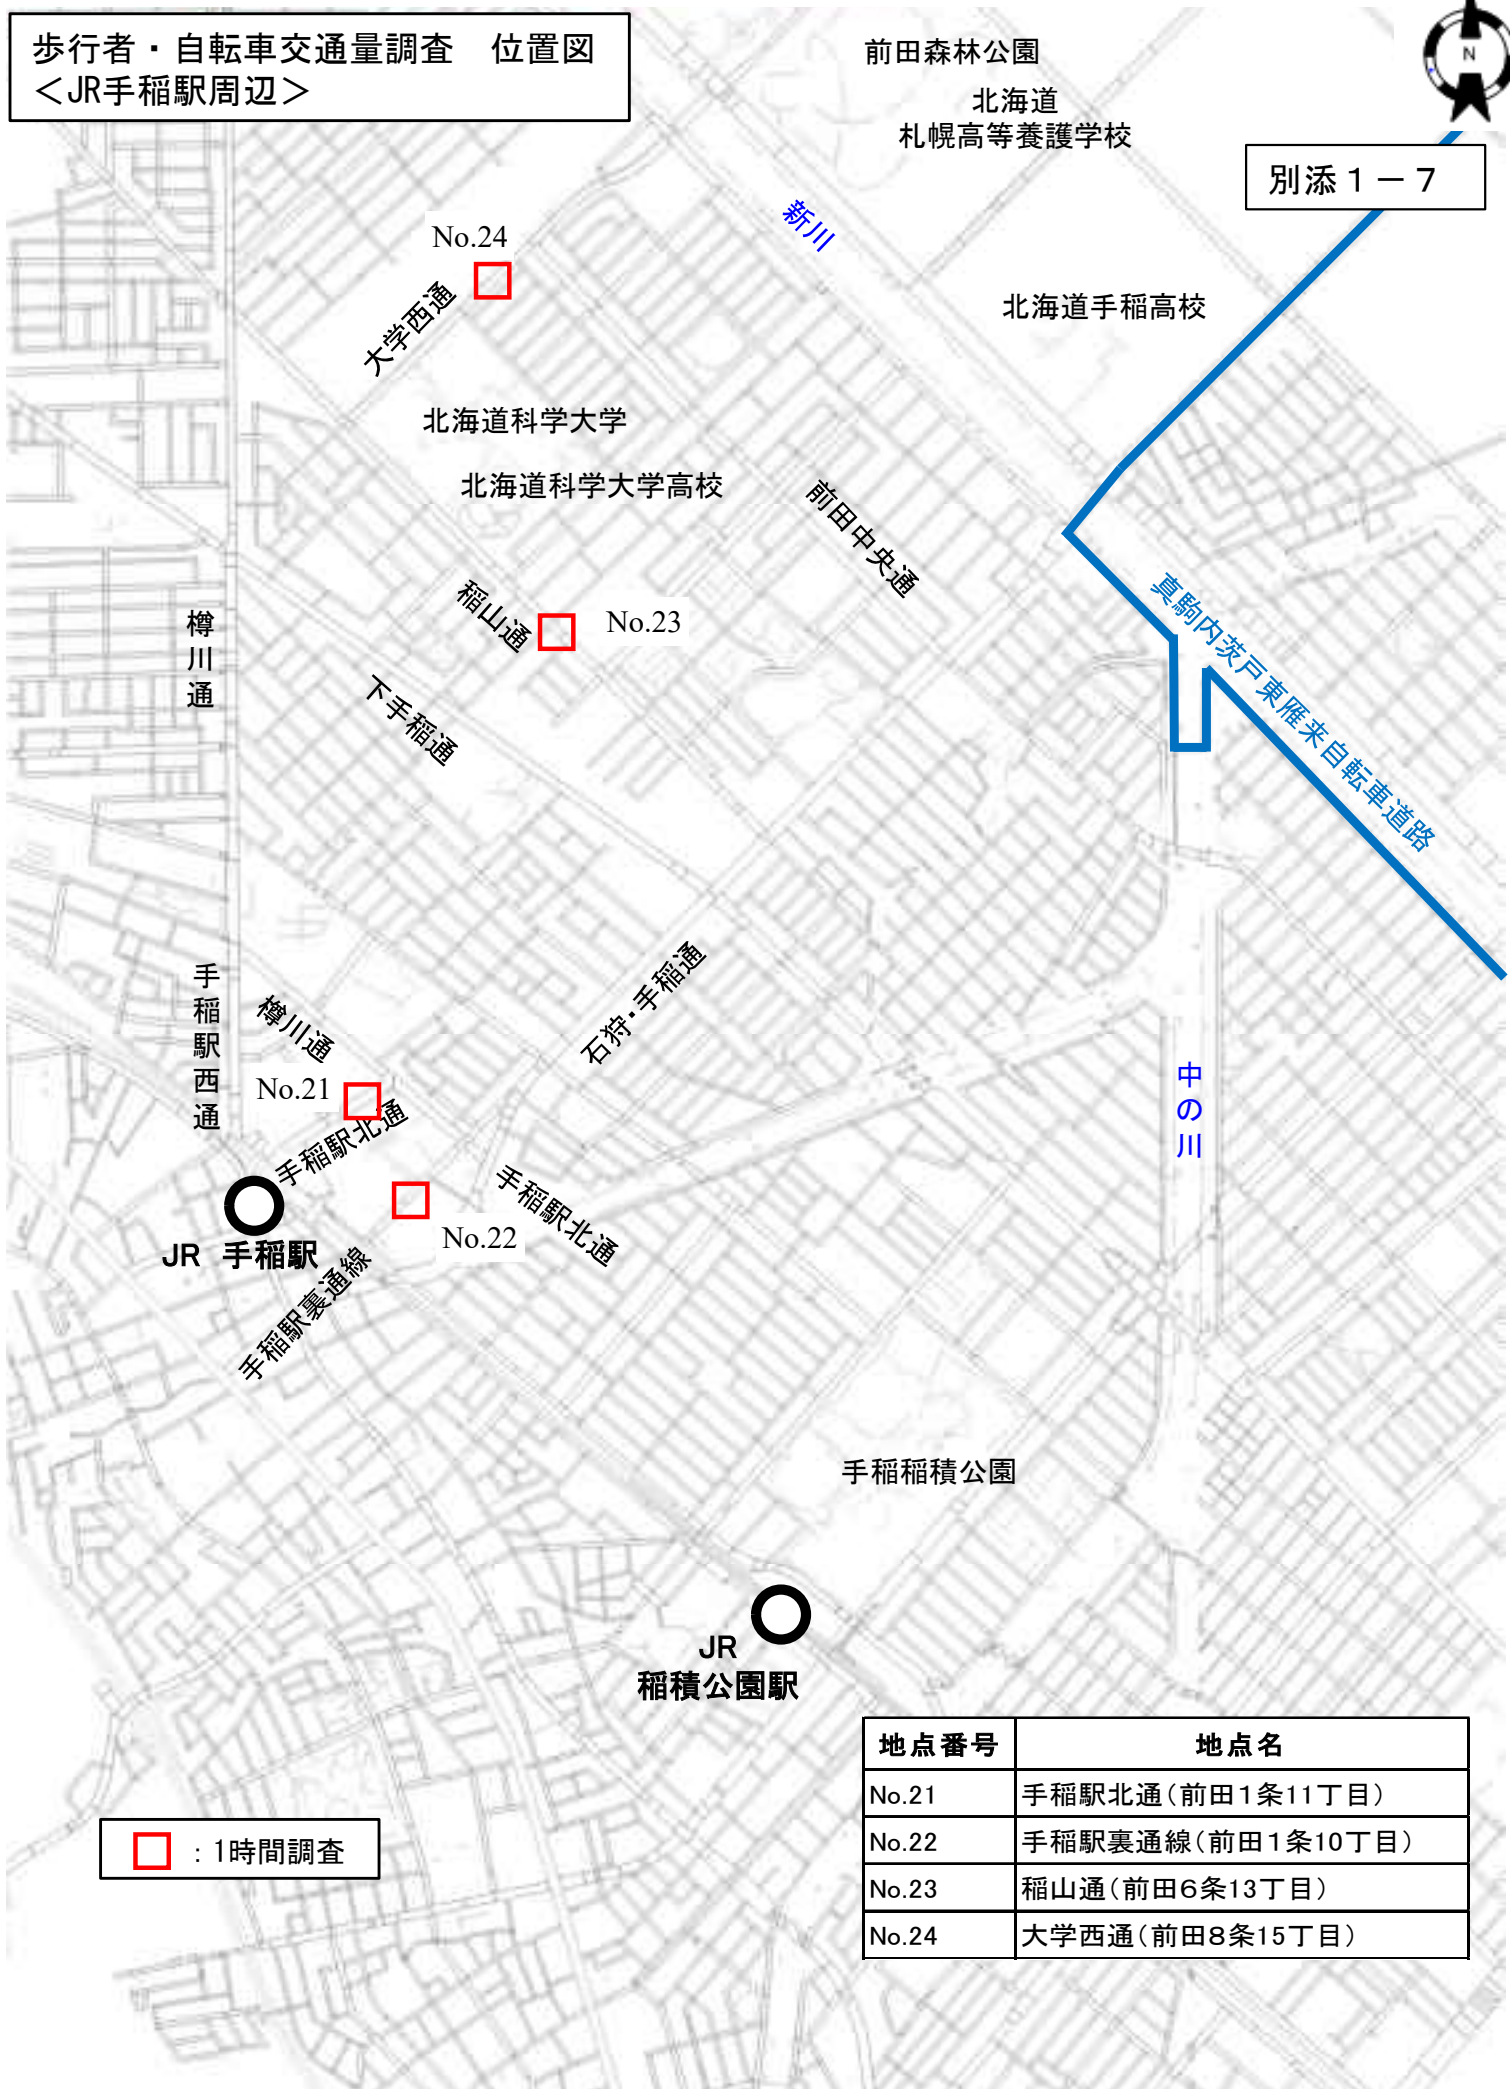 歩行者・自転車交通量調査　位置図
＜JR手稲駅周辺＞
N
別添１－７
前田森林公園
北海道
札幌高等養護学校
新川
No.24
大学西通
北海道手稲高校
北海道科学大学
北海道科学大学高校
前田中央通
稲山通
No.23
真駒内茨戸東雁来自転車道路
樽川通
下手稲通
手稲駅西通
樽川通
石狩・手稲通
No.21
中の川
手稲駅北通
手稲駅北通
No.22
JR 手稲駅
手稲駅裏通線
手稲稲積公園
JR
稲積公園駅
地点番号 地点名
No.21 手稲駅北通（前田１条11丁目）
No.22 手稲駅裏通線（前田１条10丁目）
No.23 稲山通（前田６条13丁目）
No.24 大学西通（前田８条15丁目）
：1時間調査